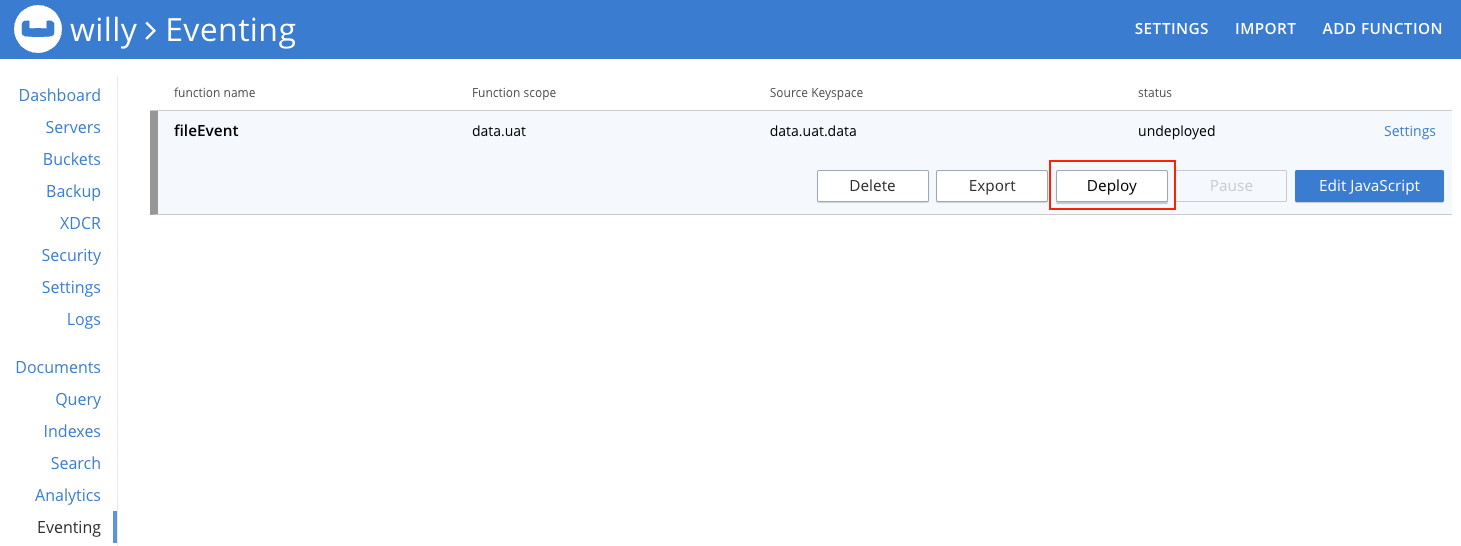 willy > Eventing
SETTINGS IMPORT ADD FUNCTION
Dashboard
Servers
Buckets
Backup
XDCR
Security
Settings
Logs
Documents
Query
Indexes
Search
Analytics
Eventing
function name Function scope Source Keyspace status
fileEvent data.uat data.uat.data undeployed Settings
Delete Export Deploy Pause Edit JavaScript